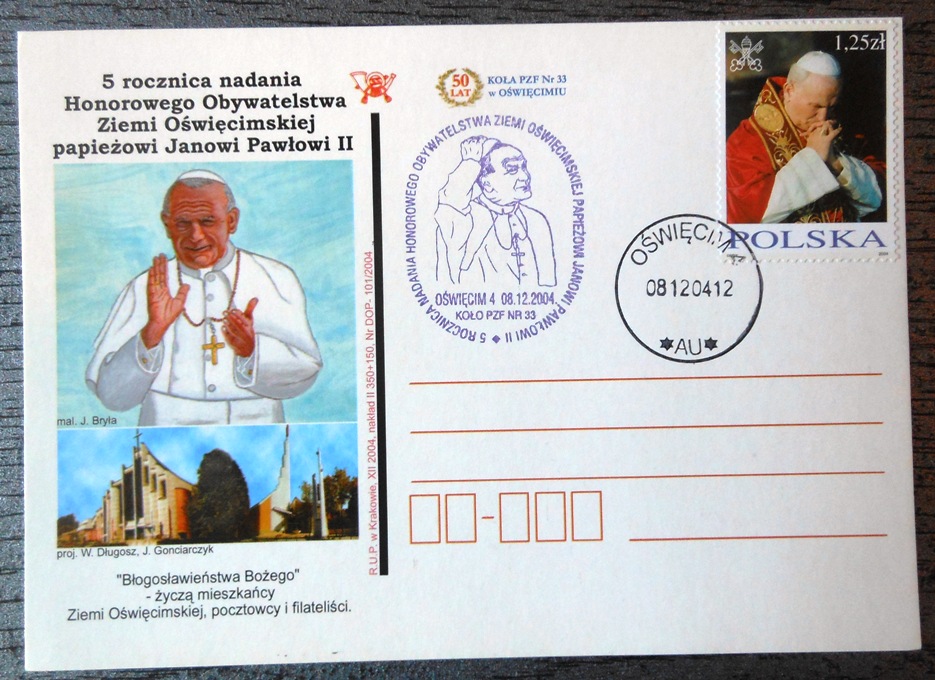 5 rocznica nadania
Honorowego Obywatelstwa
Ziemi Oświęcimskiej
papieżowi Janowi Pawłowi II
mal. J. Bryła
proj. W. Długosz, J. Gonciarczyk
"Błogosławieństwa Bożego"
- życzą mieszkańcy
Ziemi Oświęcimskiej, pocztowcy i filateliści.
R.U.P. w Krakowie, XII 2004, nakład II 350+150, Nr DOP- 101/2004
50
LAT
KOŁA PZF Nr 33
w OŚWIĘCIMIU
5 ROCZNICA NADANIA HONOROWEGO OBYWATELSTWA ZIEMI OŚWIĘCIMSKIEJ PAPIEŻOWI JANOWI PAWŁOWI II
OŚWIĘCIM 4 08.12.2004
KOŁO PZF NR 33
1,25zł
POLSKA
OŚWIĘCIM 4
08120412
*AU*